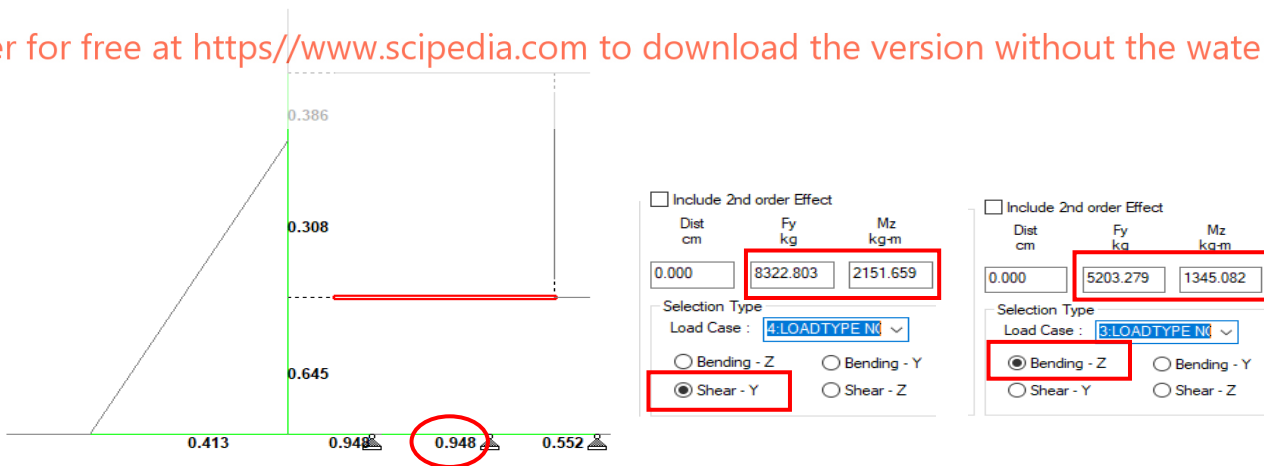 er for free at https//www.scipedia.com to download the version without the wate
0.386
0.308
0.645
0.413 0.948 0.948 0.552
Include 2nd order Effect
Dist Fy Mz
cm kg kg-m
0.000 8322.803 2151.659
Selection Type
Load Case : 4:LOADTYPE NO
Bending - Z Bending - Y
Shear - Y Shear - Z
Include 2nd order Effect
Dist Fy Mz
cm kg kg-m
0.000 5203.279 1345.082
Selection Type
Load Case : 3:LOADTYPE NO
Bending - Z Bending - Y
Shear - Y Shear - Z